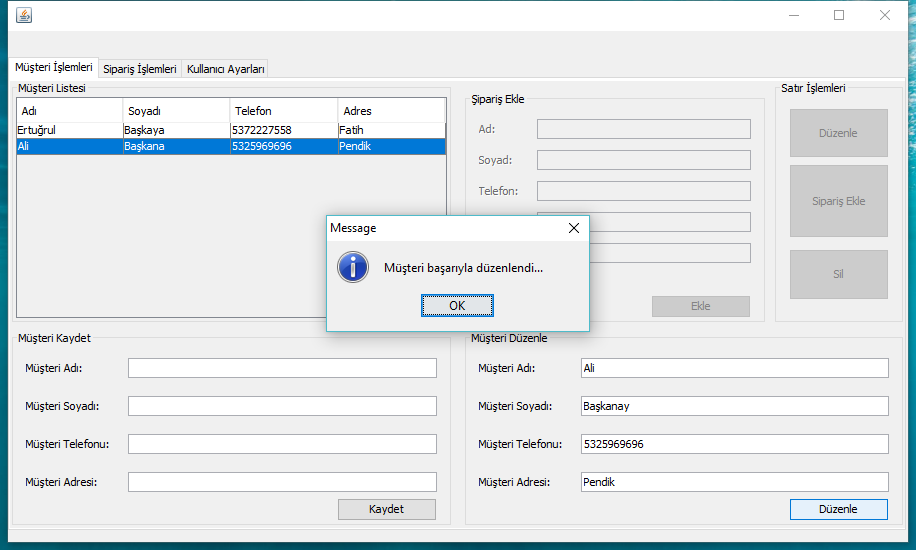 Müşteri İşlemleri Sipariş İşlemleri Kullanıcı Ayarları
Müşteri Listesi
Adı Soyadı Telefon Adres
Ertuğrul Başkaya 5372227558 Fatih
Ali Başkana 5325969696 Pendik
Şipariş Ekle
Ad:
Soyad:
Telefon:
Ekle
Satır İşlemleri
Düzenle
Sipariş Ekle
Sil
Message
Müşteri başarıyla düzenlendi...
OK
Müşteri Kaydet
Müşteri Adı:
Müşteri Soyadı:
Müşteri Telefonu:
Müşteri Adresi:
Kaydet
Müşteri Düzenle
Müşteri Adı: Ali
Müşteri Soyadı: Başkanay
Müşteri Telefonu: 5325969696
Müşteri Adresi: Pendik
Düzenle